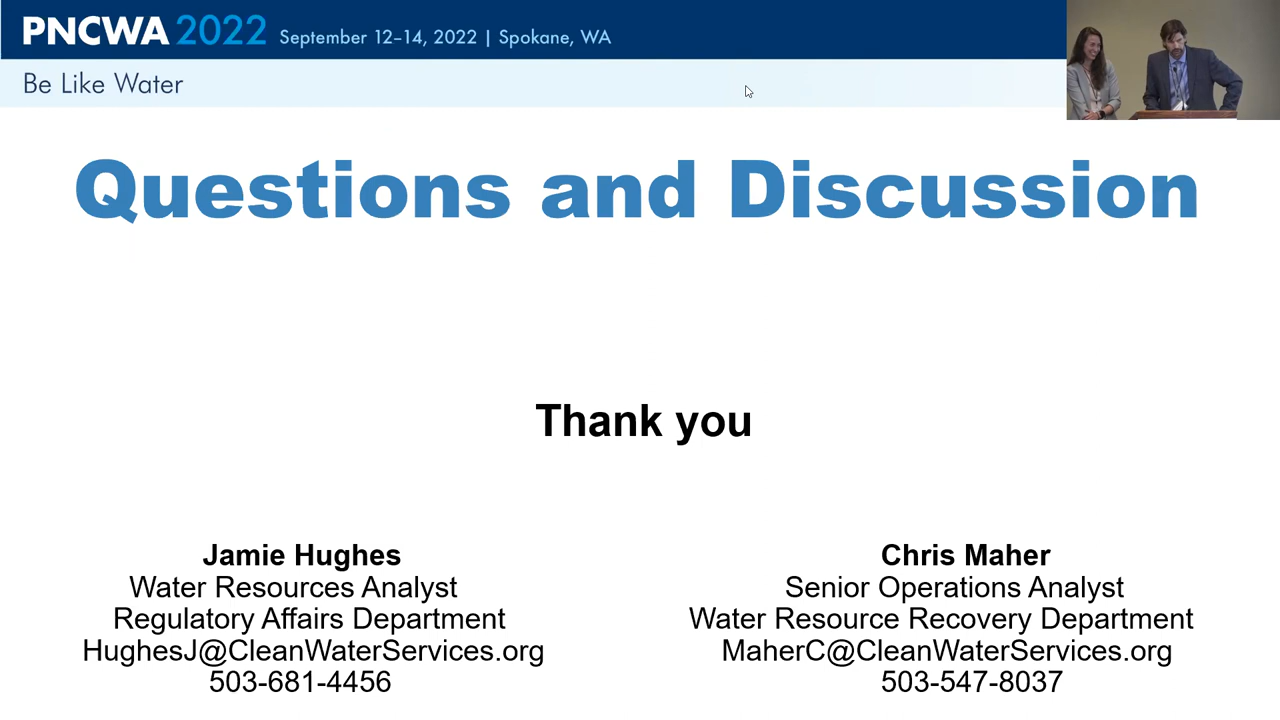 PNCWA 2022 September 12–14, 2022 | Spokane, WA
Be Like Water
Questions and Discussion
Thank you
Jamie Hughes
Water Resources Analyst
Regulatory Affairs Department
HughesJ@CleanWaterServices.org
503-681-4456
Chris Maher
Senior Operations Analyst
Water Resource Recovery Department
MaherC@CleanWaterServices.org
503-547-8037